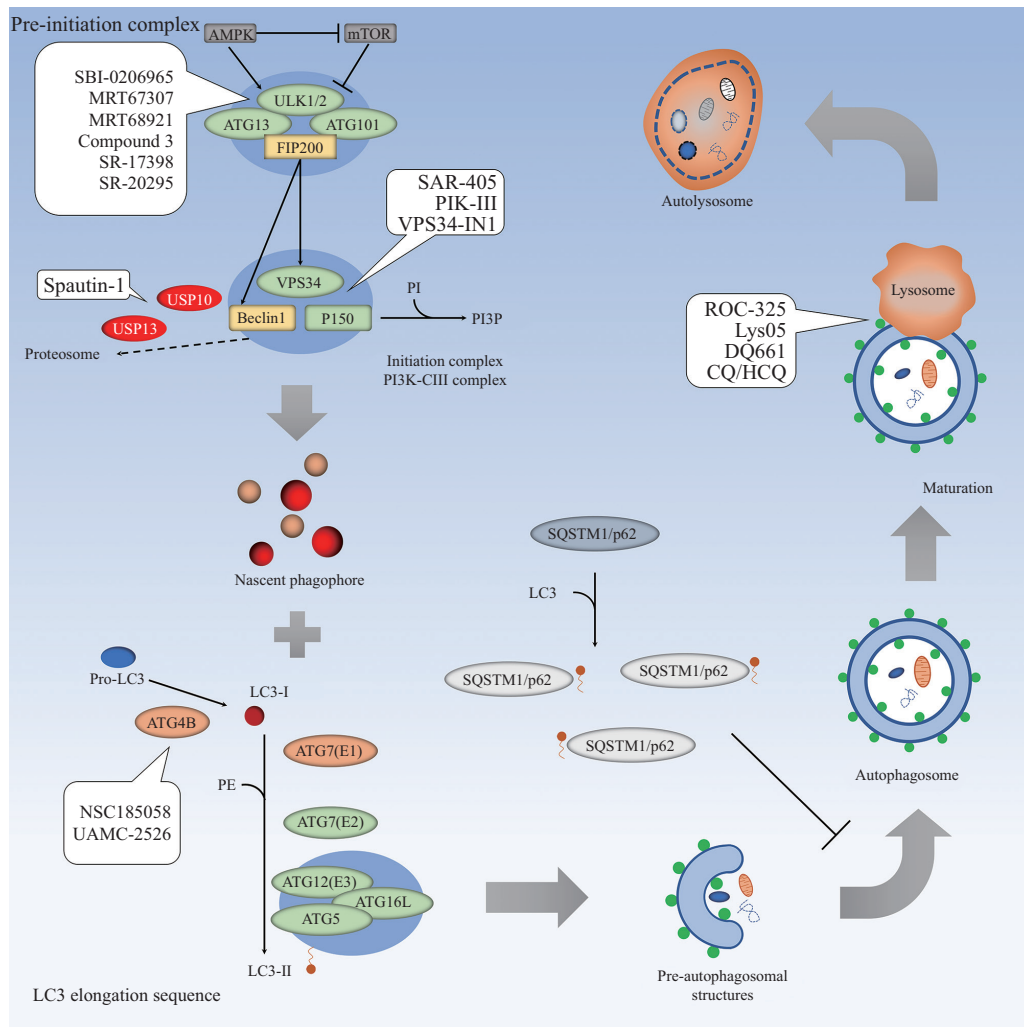 Pre-initiation complex
AMPK
mTOR
SBI-0206965
MRT67307
MRT68921
Compound 3
SR-17398
SR-20295
ULK1/2
ATG13
ATG101
FIP200
SAR-405
PIK-III
VPS34-IN1
Spautin-1
USP10
USP13
Proteosome
VPS34
Beclin1
P150
PI
PI3P
Initiation complex
PI3K-CIII complex
Nascent phagophore
Pro-LC3
LC3-I
ATG4B
NSC185058
UAMC-2526
PE
ATG7(E1)
ATG7(E2)
ATG12(E3)
ATG16L
ATG5
LC3-II
LC3 elongation sequence
SQSTM1/p62
LC3
SQSTM1/p62
SQSTM1/p62
SQSTM1/p62
Pre-autophagosomal
structures
Autophagosome
Maturation
ROC-325
Lys05
DQ661
CQ/HCQ
Lysosome
Autolysosome